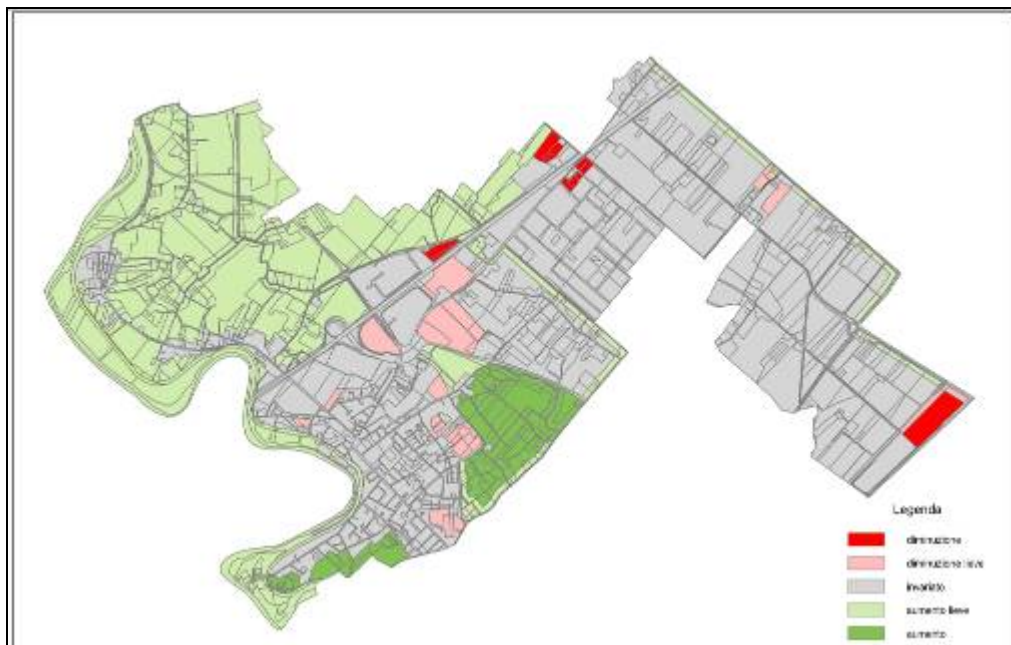 Legenda
diminuzione
diminuzione lieve
invariato
aumento lieve
aumento